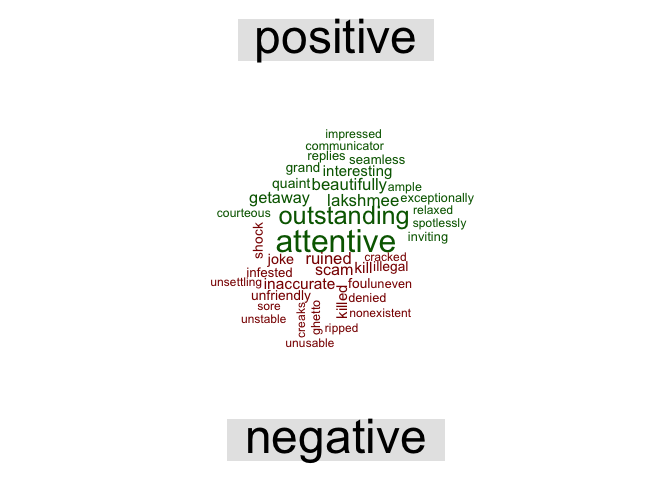 positive
impressed
communicator
replies seamless
grand interesting
quaint beautifully ample
getaway lakshmee exceptionally
courteous outstanding relaxed
spotlessly
attentive inviting
shock
joke ruined cracked
infested scam kill illegal
unsettling inaccurate foul uneven
unfriendly killed denied
sore creaks ghetto nonexistent
unstable ripped
unusable
negative